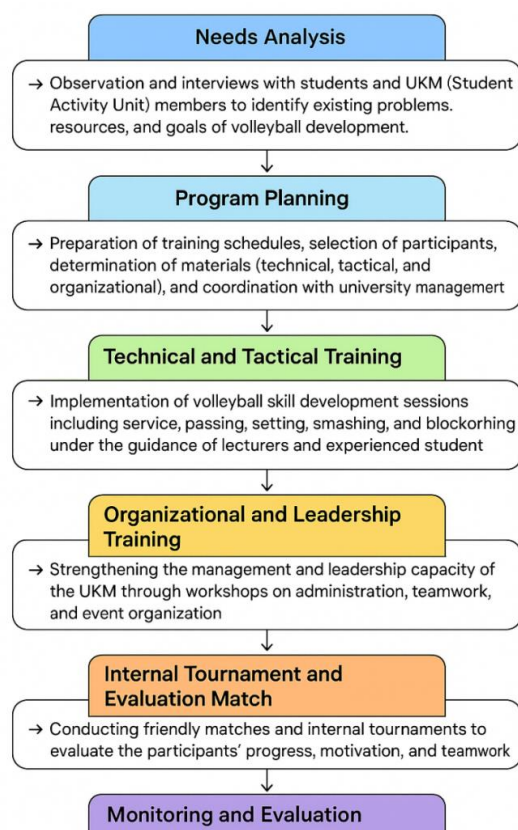 Needs Analysis
→ Observation and interviews with students and UKM (Student
Activity Unit) members to identify existing problems.
resources, and goals of volleyball development.
Program Planning
→ Preparation of training schedules, selection of participants,
determination of materials (technical, tactical, and
organizational), and coordination with university management
Technical and Tactical Training
→ Implementation of volleyball skill development sessions
including service, passing, setting, smashing, and blockorhing
under the guidance of lecturers and experienced student
Organizational and Leadership
Training
→ Strengthening the management and leadership capacity of
the UKM through workshops on administration, teamwork,
and event organization
Internal Tournament and
Evaluation Match
→ Conducting friendly matches and internal tournaments to
evaluate the participants’ progress, motivation, and teamwork
Monitoring and Evaluation